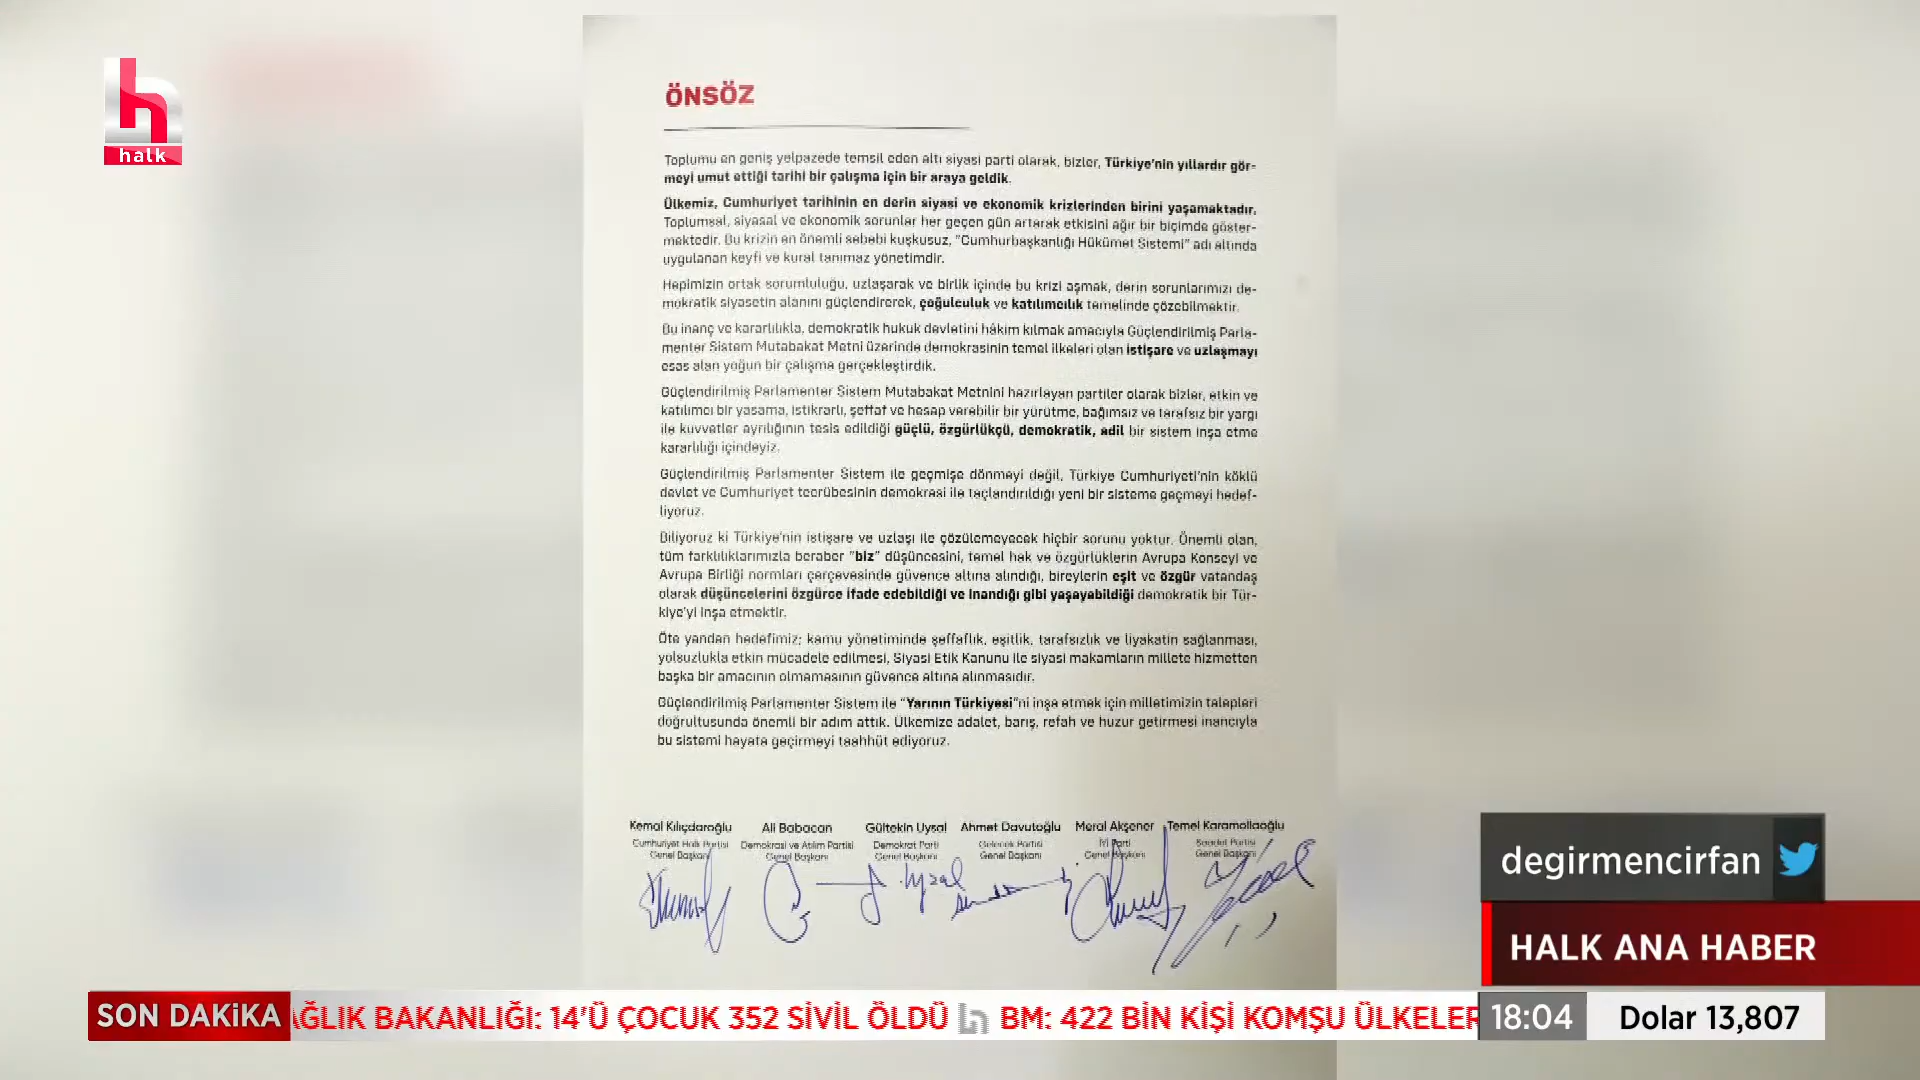 halk
ÖNSÖZ
Toplumu en geniş yelpazede temsil eden altı siyasi parti olarak, bizler, Türkiye'nin yıllardır gör-
meyi umut ettiği tarihi bir çalışma için bir araya geldik.
Ülkemiz, Cumhuriyet tarihinin en derin siyasi ve ekonomik krizlerinden birini yaşamaktadır.
Toplumsal, siyasal ve ekonomik sorunlar her geçen gün artarak etkisini ağır bir biçimde göster-
mektedir. Bu krizin en önemli sebebi kuşkusuz, "Cumhurbaşkanlığı Hükümet Sistemi" adı altında
uygulanan keyfi ve kural tanımaz yönetimdir.
Hepimizin ortak sorumluluğu, uzlaşarak ve birlik içinde bu krizi aşmak, derin sorunlarımızı de-
mokratik siyasetin alanını güçlendirerek, çoğulculuk ve katılımcılık temelinde çözebilmektir.
Bu inanç ve kararlılıkla, demokratik hukuk devletini hâkim kılmak amacıyla Güçlendirilmiş Parla-
menter Sistem Mutabakat Metni üzerinde demokrasinin temel ilkeleri olan istişare ve uzlaşmayı
esas alan yoğun bir çalışma gerçekleştirdik.
Güçlendirilmiş Parlamenter Sistem Mutabakat Metnini hazırlayan partiler olarak bizler, etkin ve
katılımcı bir yasama, istikrarlı, şeffaf ve hesap verebilir bir yürütme, bağımsız ve tarafsız bir yargı
ile kuvvetler ayrılığının tesis edildiği güçlü, özgürlükçü, demokratik, adil bir sistem inşa etme
kararlılığı içindeyiz.
Güçlendirilmiş Parlamenter Sistem ile geçmişe dönmeyi değil, Türkiye Cumhuriyeti'nin köklü
devlet ve Cumhuriyet tecrübesinin demokrasi ile taçlandırıldığı yeni bir sisteme geçmeyi hedef-
liyoruz.
Biliyoruz ki Türkiye'nin istişare ve uzlaşı ile çözülemeyecek hiçbir sorunu yoktur. Önemli olan,
tüm farklılıklarımızla beraber "biz" düşüncesini, temel hak ve özgürlüklerin Avrupa Konseyi ve
Avrupa Birliği normları çerçevesinde güvence altına alındığı, bireylerin eşit ve özgür vatandaş
olarak düşüncelerini özgürce ifade edebildiği ve inandığı gibi yaşayabildiği demokratik bir Tür-
kiye'yi inşa etmektir.
Öte yandan hedefimiz; kamu yönetiminde şeffaflık, eşitlik, tarafsızlık ve liyakatin sağlanması,
yolsuzlukla etkin mücadele edilmesi, Siyasi Etik Kanunu ile siyasi makamların millete hizmetten
başka bir amacının olmamasının güvence altına alınmasıdır.
Güçlendirilmiş Parlamenter Sistem ile "Yarının Türkiyesi"ni inşa etmek için milletimizin talepleri
doğrultusunda önemli bir adım attık. Ülkemize adalet, barış, refah ve huzur getirmesi inancıyla
bu sistemi hayata geçirmeyi taahhüt ediyoruz.
Kemal Kılıçdaroğlu Ali Babacan Gültekin Uysal Ahmet Davutoğlu Meral Akşener Temel Karamollaoğlu
Cumhuriyet Halk Partisi Demokrasi ve Atılım Partisi Demokrat Parti Gelecek Partisi İYİ Parti Saadet Partisi
Genel Başkanı Genel Başkanı Genel Başkanı Genel Başkanı Genel Başkanı Genel Başkanı
degirmencirfan
HALK ANA HABER
SON DAKİKA AĞLIK BAKANLIĞI: 14'Ü ÇOCUK 352 SİVİL ÖLDÜ BM: 422 BİN KİŞİ KOMŞU ÜLKELER 18:04 Dolar 13,807